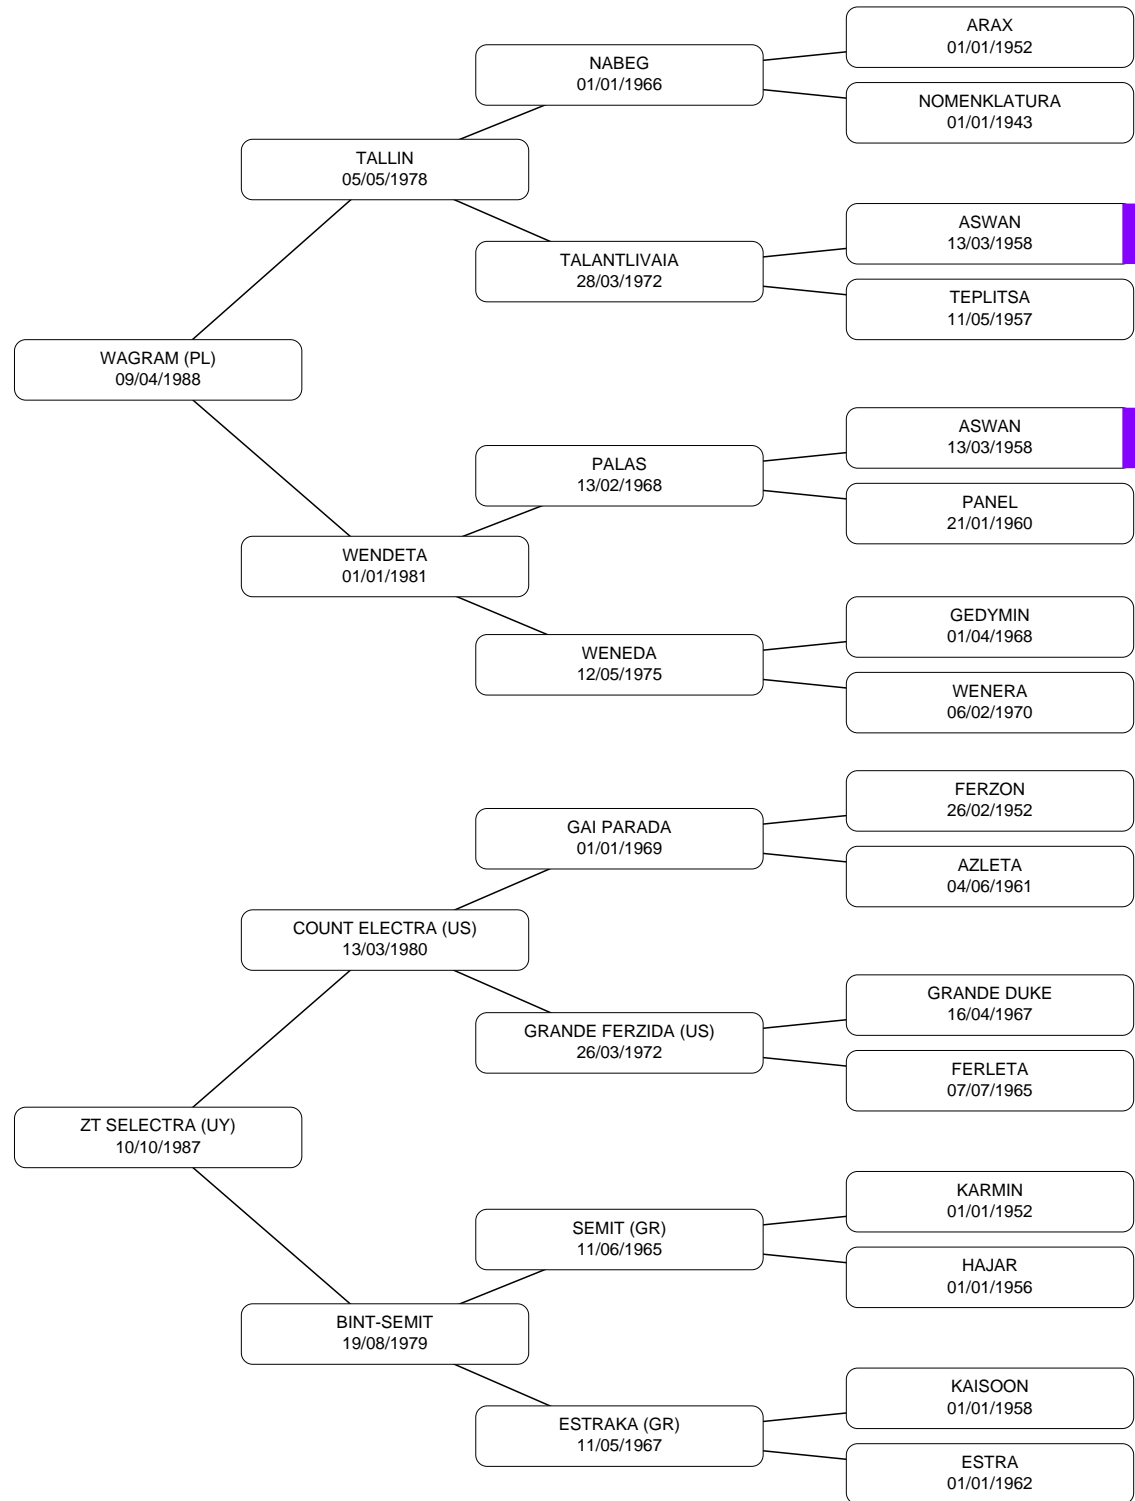 ARAX
01/01/1952
NABEG
01/01/1966
NOMENKLATURA
01/01/1943
TALLIN
05/05/1978
ASWAN
13/03/1958
TALANTLIVAIA
28/03/1972
TEPLITSA
11/05/1957
WAGRAM (PL)
09/04/1988
ASWAN
13/03/1958
PALAS
13/02/1968
PANEL
21/01/1960
WENDETA
01/01/1981
GEDYMIN
01/04/1968
WENEDA
12/05/1975
WENERA
06/02/1970
FERZON
26/02/1952
GAI PARADA
01/01/1969
AZLETA
04/06/1961
COUNT ELECTRA (US)
13/03/1980
GRANDE DUKE
16/04/1967
GRANDE FERZIDA (US)
26/03/1972
FERLETA
07/07/1965
ZT SELECTRA (UY)
10/10/1987
KARMIN
01/01/1952
SEMIT (GR)
11/06/1965
HAJAR
01/01/1956
BINT-SEMIT
19/08/1979
KAISOON
01/01/1958
ESTRAKA (GR)
11/05/1967
ESTRA
01/01/1962